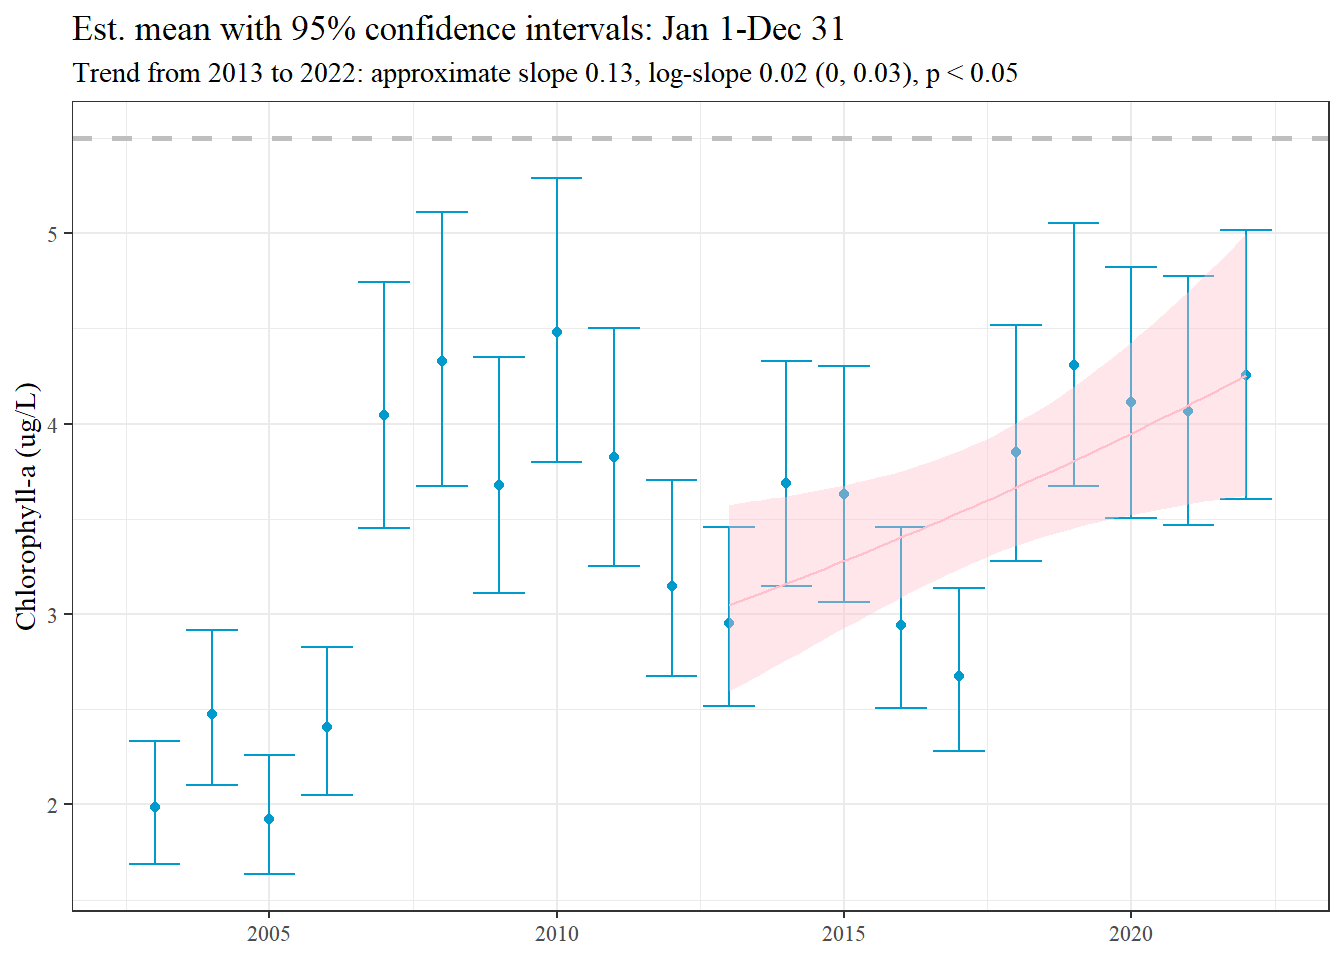 Est. mean with 95% confidence intervals: Jan 1-Dec 31
Trend from 2013 to 2022: approximate slope 0.13, log-slope 0.02 (0, 0.03), p < 0.05
Chlorophyll-a (ug/L)
5
4
3
2
2005
2010
2015
2020